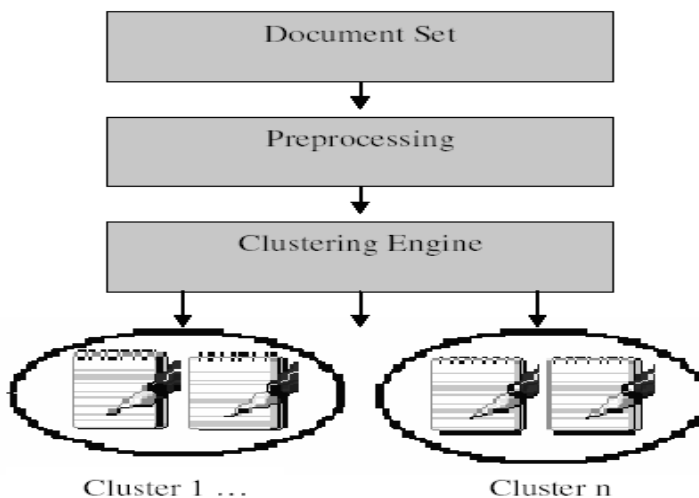 Document Set
Preprocessing
Clustering Engine
Cluster 1 ... Cluster n